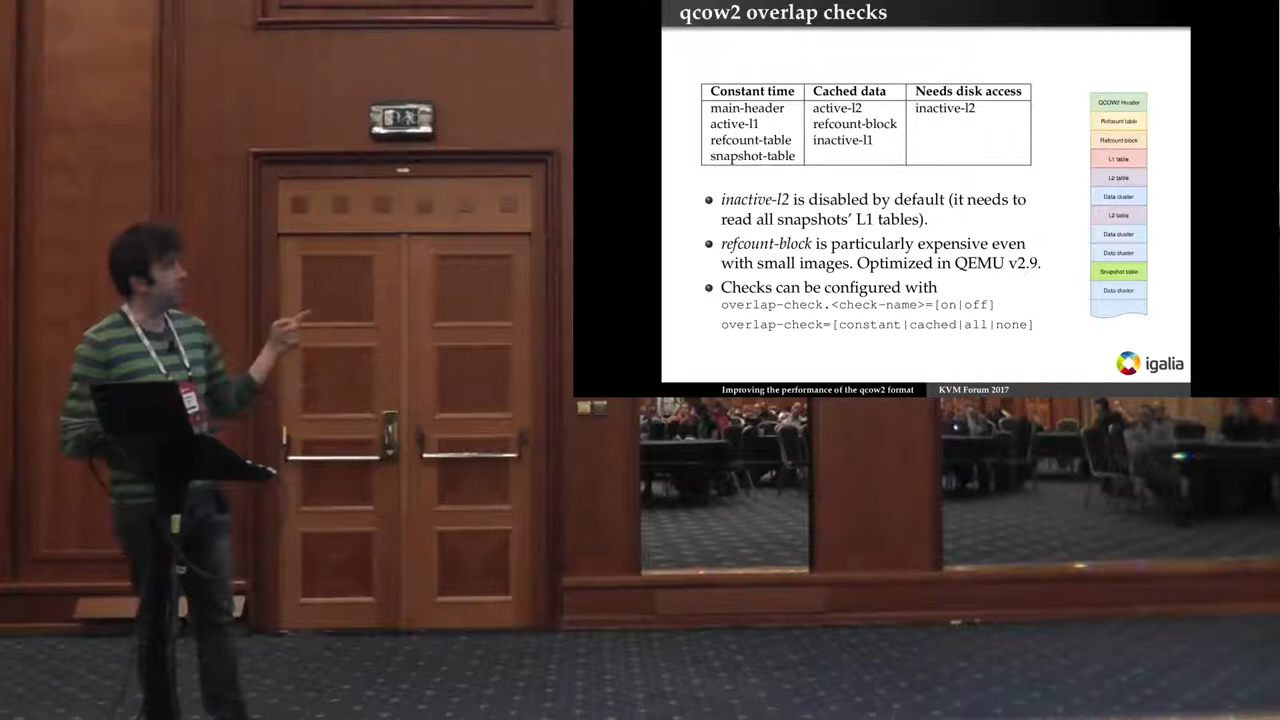 qcow2 overlap checks
Constant time Cached data Needs disk access
main-header active-l2 inactive-l2
active-l1 refcount-block
refcount-table inactive-l1
snapshot-table
inactive-l2 is disabled by default (it needs to
read all snapshots' L1 tables).
refcount-block is particularly expensive even
with small images. Optimized in QEMU v2.9.
Checks can be configured with
overlap-check.<check-name>=[on|off]
overlap-check=[constant|cached|all|none]
QCOW2 Header
Refcount table
Refcount block
L1 table
L2 table
Data cluster
L2 table
Data cluster
Data cluster
Snapshot table
Data cluster
igalia
Improving the performance of the qcow2 format KVM Forum 2017